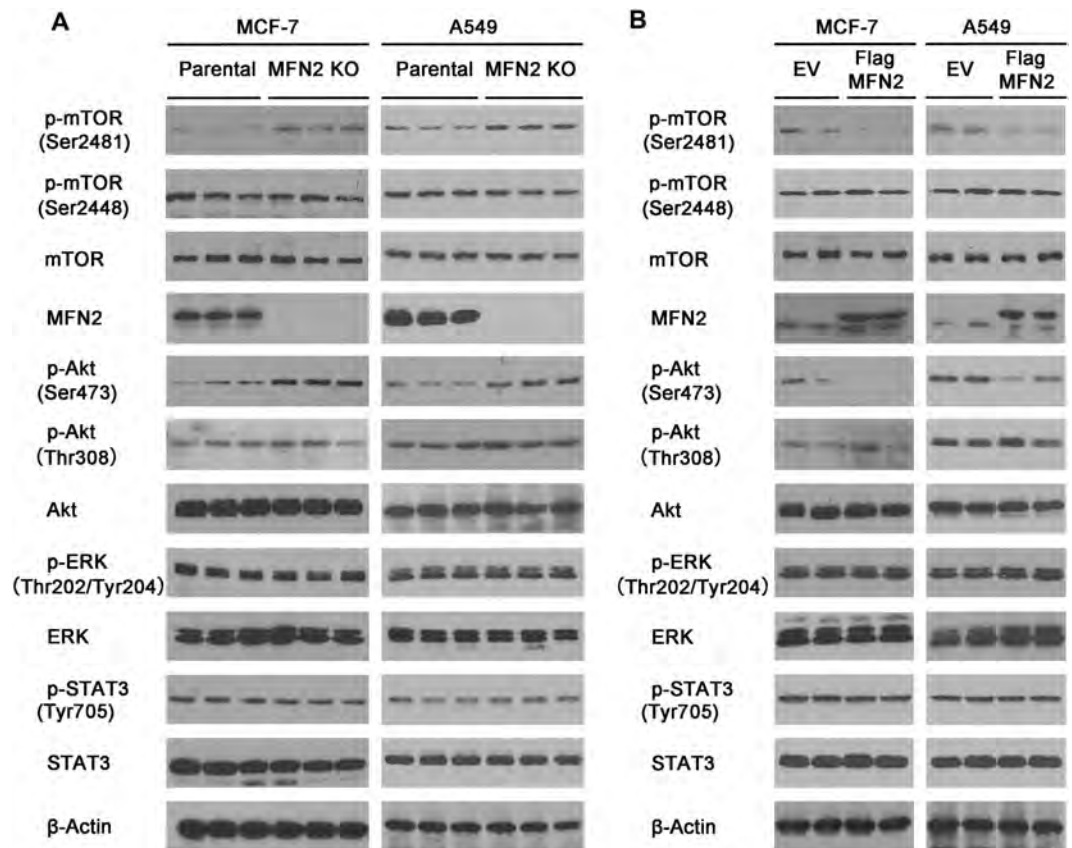 A
MCF-7
A549
Parental
MFN2 KO
Parental
MFN2 KO
p-mTOR
(Ser2481)
p-mTOR
(Ser2448)
mTOR
MFN2
p-Akt
(Ser473)
p-Akt
(Thr308)
Akt
p-ERK
(Thr202/Tyr204)
ERK
p-STAT3
(Tyr705)
STAT3
β-Actin
B
MCF-7
A549
EV
Flag
MFN2
EV
Flag
MFN2
p-mTOR
(Ser2481)
p-mTOR
(Ser2448)
mTOR
MFN2
p-Akt
(Ser473)
p-Akt
(Thr308)
Akt
p-ERK
(Thr202/Tyr204)
ERK
p-STAT3
(Tyr705)
STAT3
β-Actin